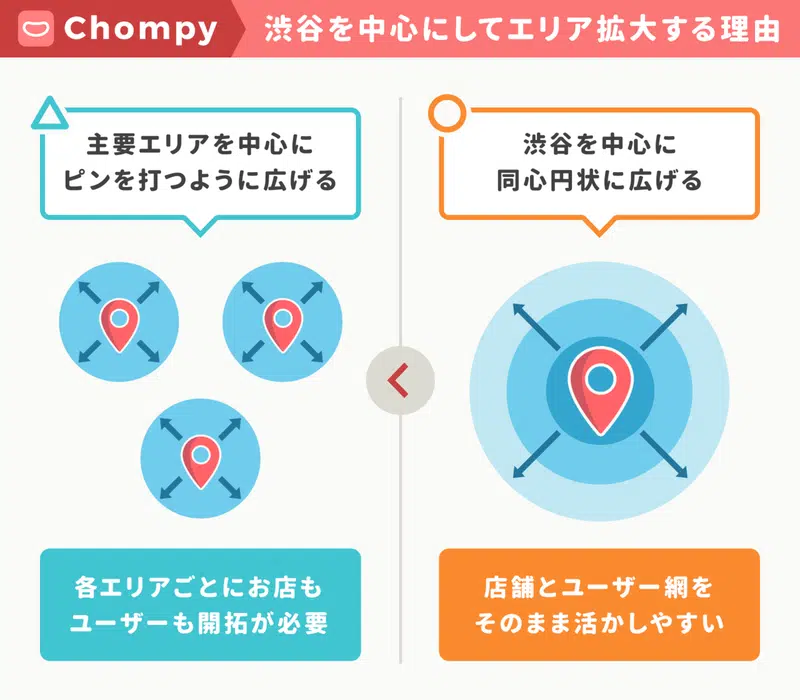 Chompy 渋谷を中心にしてエリア拡大する理由
主要エリアを中心に
ピンを打つように広げる
渋谷を中心に
同心円状に広げる
各エリアごとにお店も
ユーザーも開拓が必要
店舗とユーザー網を
そのまま活かしやすい